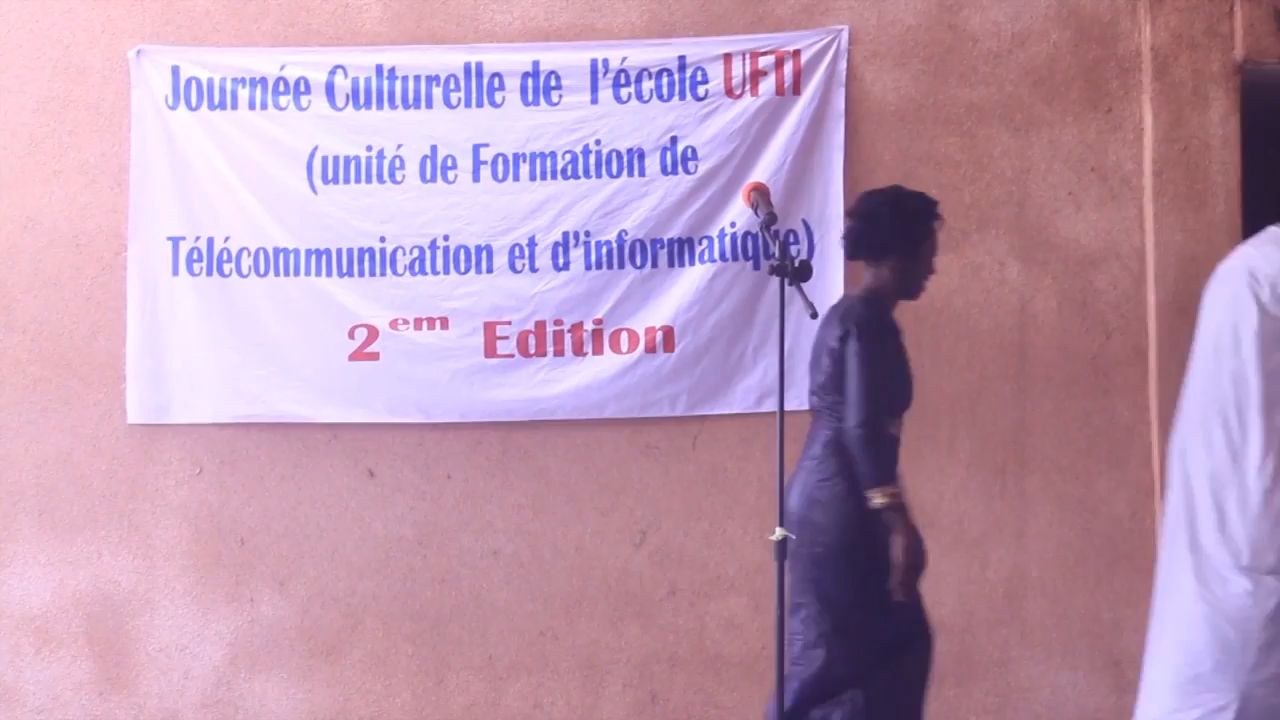 Journée Culturelle de l'école UFTI
(unité de Formation de
Télécommunication et d'informatique)
2em Edition